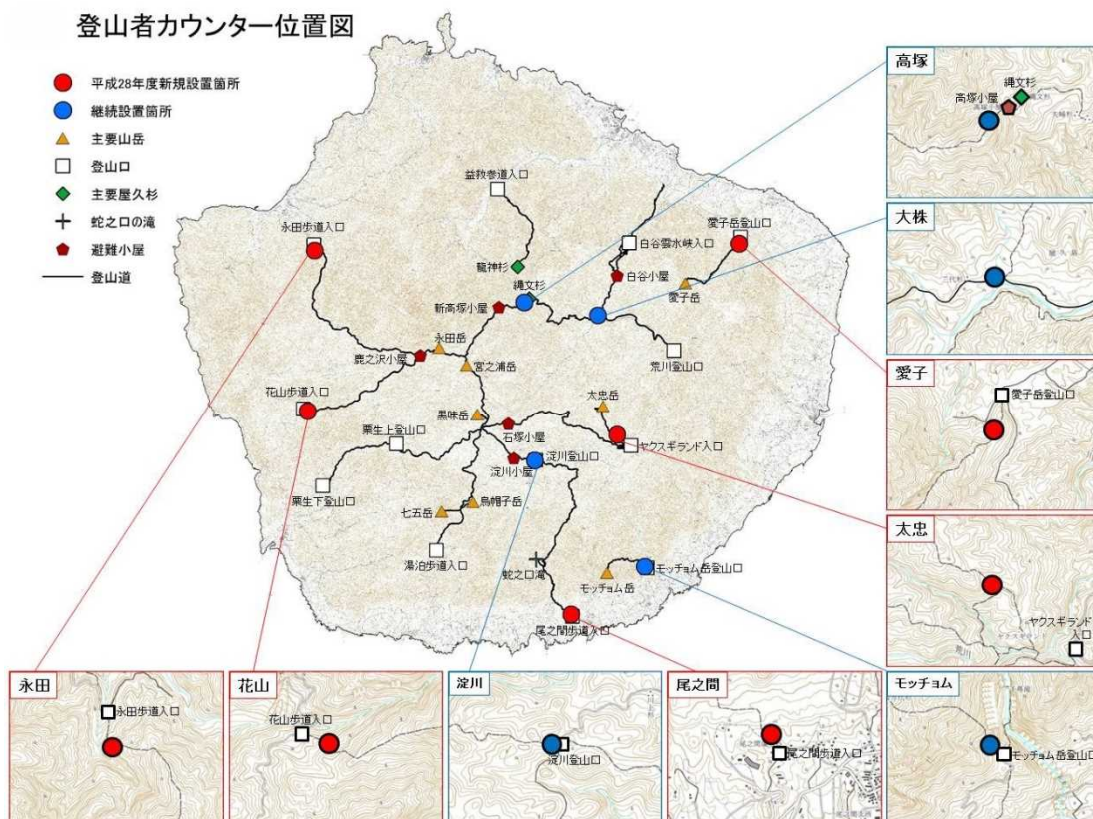 登山者カウンター位置図
平成28年度新規設置箇所
継続設置箇所
主要山岳
登山口
主要屋久杉
蛇之口の滝
避難小屋
登山道
益救参道入口
永田歩道入口
愛子岳登山口
白谷雲水峡入口
龍神杉
白谷小屋
縄文杉
愛子岳
新高塚小屋
永田岳
鹿之沢小屋
宮之浦岳
荒川登山口
花山歩道入口
太忠岳
黒味岳
栗生上登山口
石塚小屋
ヤクスギランド入口
淀川登山口
淀川小屋
栗生下登山口
烏帽子岳
七五岳
湯泊歩道入口
蛇之口滝
モッチョム岳登山口
モッチョム岳
尾之間歩道入口
高塚
縄文杉
高塚小屋
大株
愛子
愛子岳登山口
太忠
ヤクスギランド
入口
永田
永田歩道入口
花山
花山歩道入口
淀川
淀川登山口
尾之間
尾之間歩道入口
モッチョム
モッチョム岳登山口